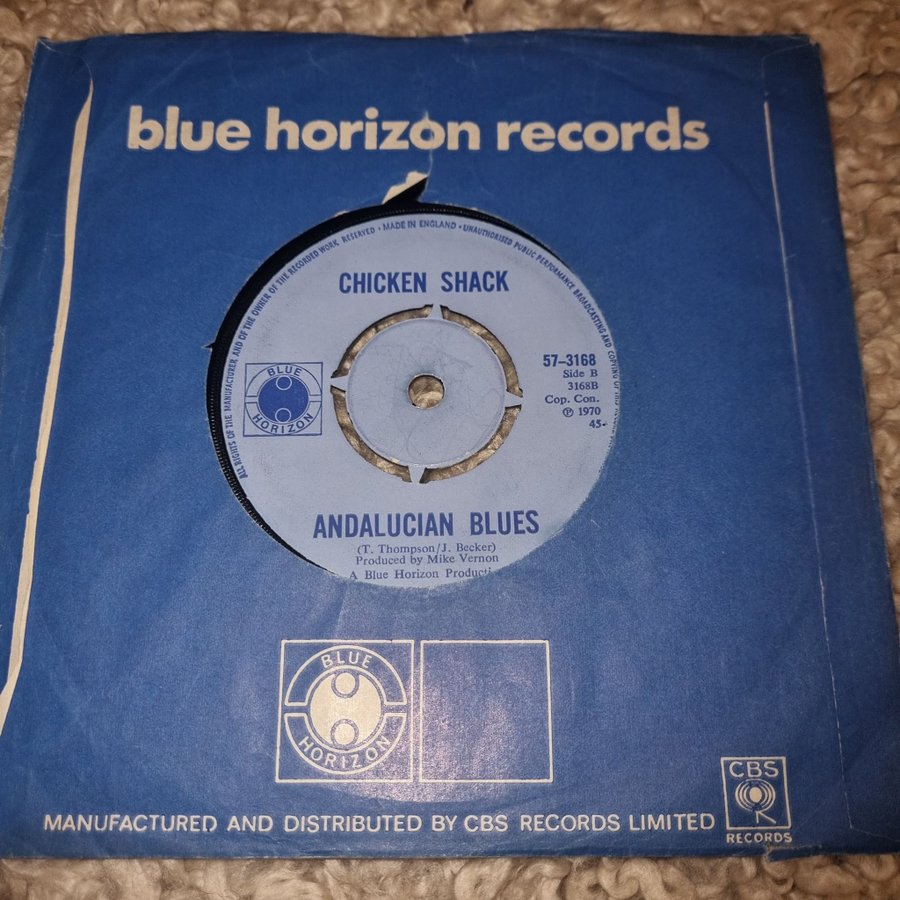 blue horizon records
ALL RIGHTS OF THE MANUFACTURER AND OF THE OWNER OF THE RECORDED WORK RESERVED • MADE IN ENGLAND • UNAUTHORISED PUBLIC PERFORMANCE BROADCASTING AND COPYING OF
CHICKEN SHACK
BLUE
HORIZON
57-3168
Side B
3168B
Cop. Con.
℗ 1970
45-
ANDALUCIAN BLUES
(T. Thompson/J. Becker)
Produced by Mike Vernon
A Blue Horizon Producti
BLUE
HORIZON
CBS
RECORDS
MANUFACTURED AND DISTRIBUTED BY CBS RECORDS LIMITED